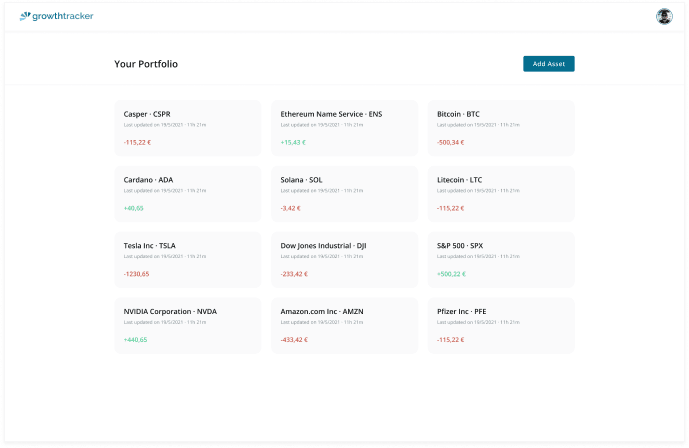 growthtracker
Your Portfolio
Add Asset
Casper · CSPR
Last updated on 19/5/2021 · 11h 21m
-115,22 €
Ethereum Name Service · ENS
Last updated on 19/5/2021 · 11h 21m
+15,43 €
Bitcoin · BTC
Last updated on 19/5/2021 · 11h 21m
-500,34 €
Cardano · ADA
Last updated on 19/5/2021 · 11h 21m
+40,65
Solana · SOL
Last updated on 19/5/2021 · 11h 21m
-3,42 €
Litecoin · LTC
Last updated on 19/5/2021 · 11h 21m
-115,22 €
Tesla Inc · TSLA
Last updated on 19/5/2021 · 11h 21m
-1230,65
Dow Jones Industrial · DJI
Last updated on 19/5/2021 · 11h 21m
-233,42 €
S&P 500 · SPX
Last updated on 19/5/2021 · 11h 21m
+500,22 €
NVIDIA Corporation · NVDA
Last updated on 19/5/2021 · 11h 21m
+440,65
Amazon.com Inc · AMZN
Last updated on 19/5/2021 · 11h 21m
-433,42 €
Pfizer Inc · PFE
Last updated on 19/5/2021 · 11h 21m
-115,22 €